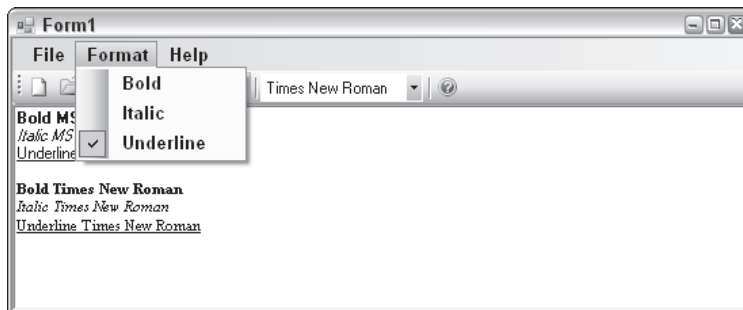 Form1
File Format Help
Bold
Italic
Underline
Times New Roman
Bold MS
Italic MS
Underline
Bold Times New Roman
Italic Times New Roman
Underline Times New Roman